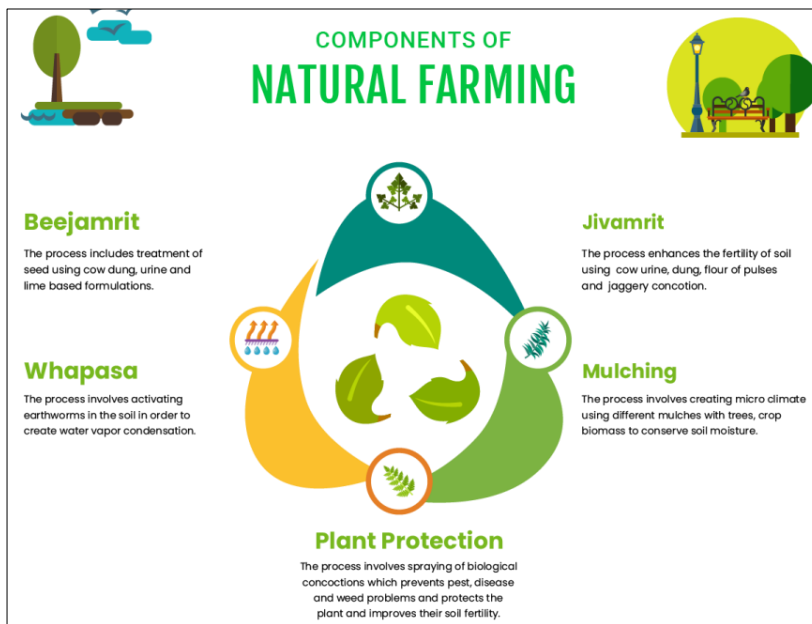 COMPONENTS OF
NATURAL FARMING
Beejamrit
The process includes treatment of
seed using cow dung, urine and
lime based formulations.
Jivamrit
The process enhances the fertility of soil
using cow urine, dung, flour of pulses
and jaggery concotion.
Whapasa
The process involves activating
earthworms in the soil in order to
create water vapor condensation.
Mulching
The process involves creating micro climate
using different mulches with trees, crop
biomass to conserve soil moisture.
Plant Protection
The process involves spraying of biological
concoctions which prevents pest, disease
and weed problems and protects the
plant and improves their soil fertility.